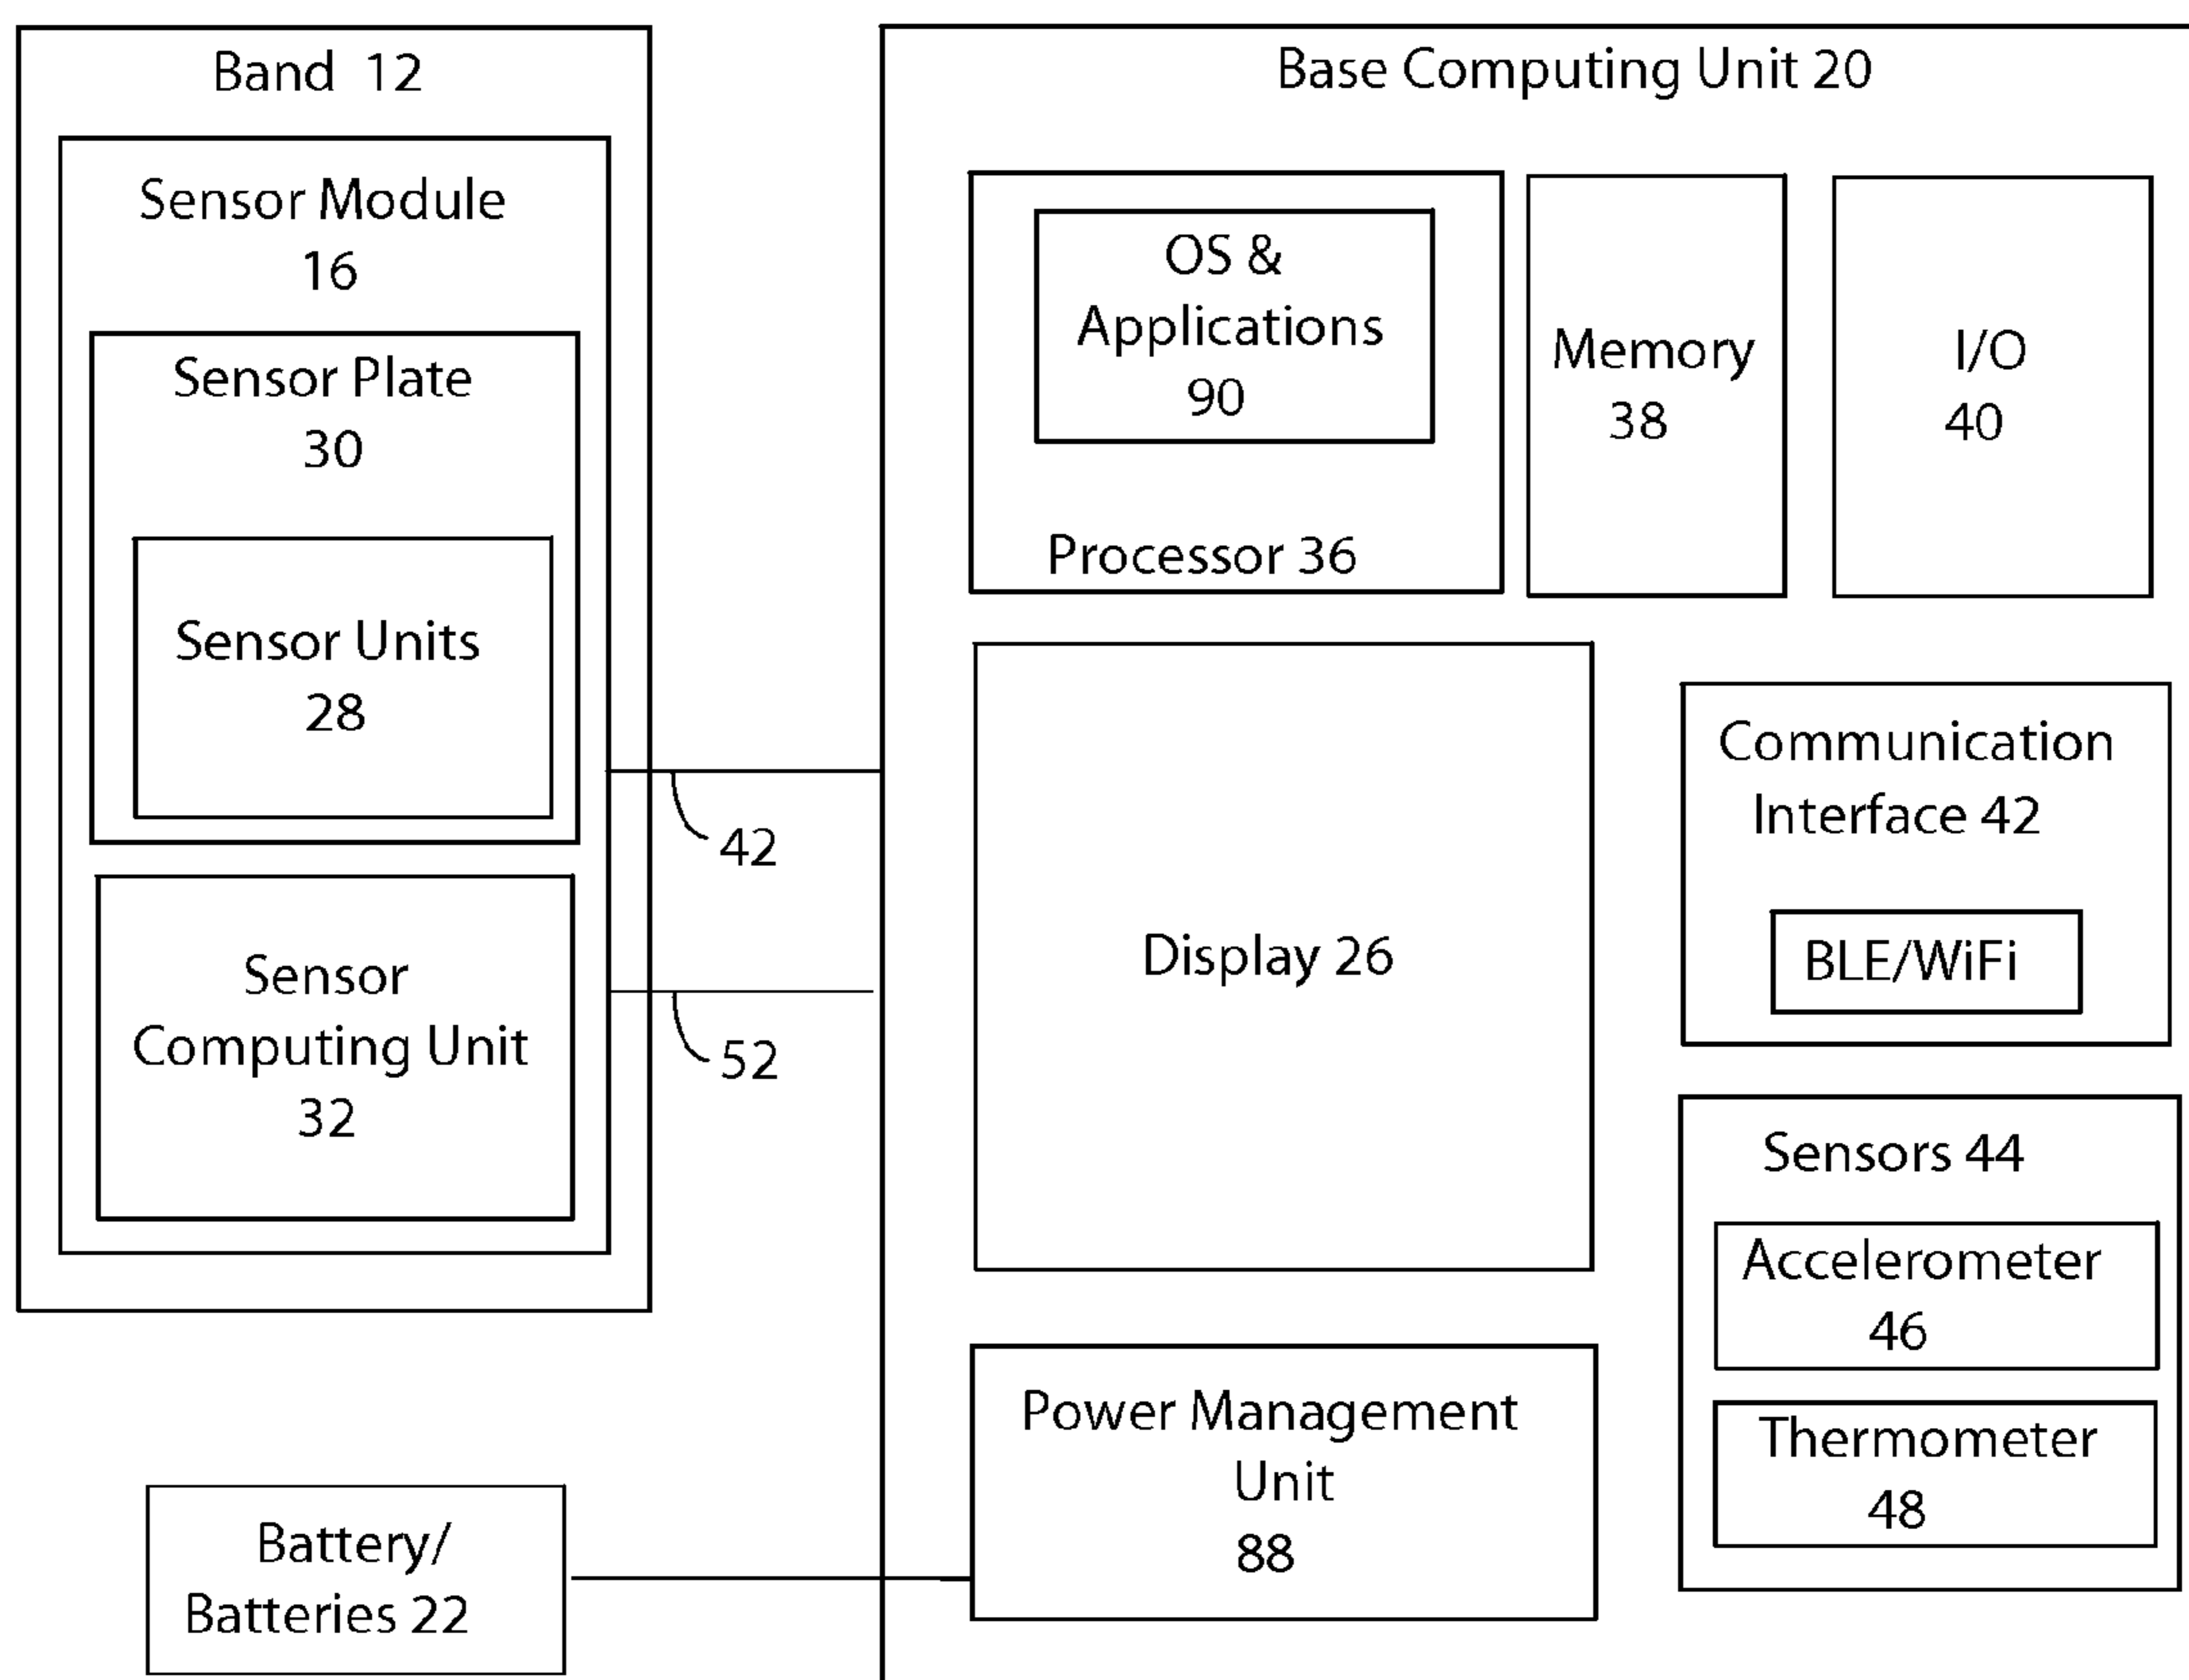 Band 12
Sensor Module
16
Sensor Plate
30
Sensor Units
28
Sensor
Computing Unit
32
42
52
Battery/
Batteries 22
Base Computing Unit 20
OS &
Applications
90
Processor 36
Memory
38
I/O
40
Display 26
Communication
Interface 42
BLE/WiFi
Sensors 44
Accelerometer
46
Thermometer
48
Power Management
Unit
88